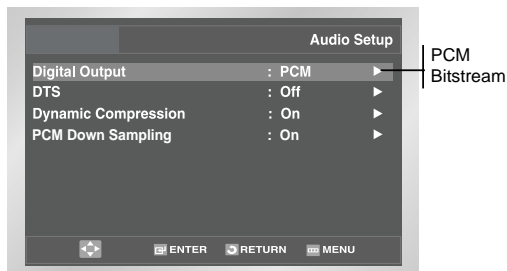 Audio Setup
Digital Output : PCM ▶
DTS : Off ▶
Dynamic Compression : On ▶
PCM Down Sampling : On ▶
ENTER RETURN MENU
PCM
Bitstream